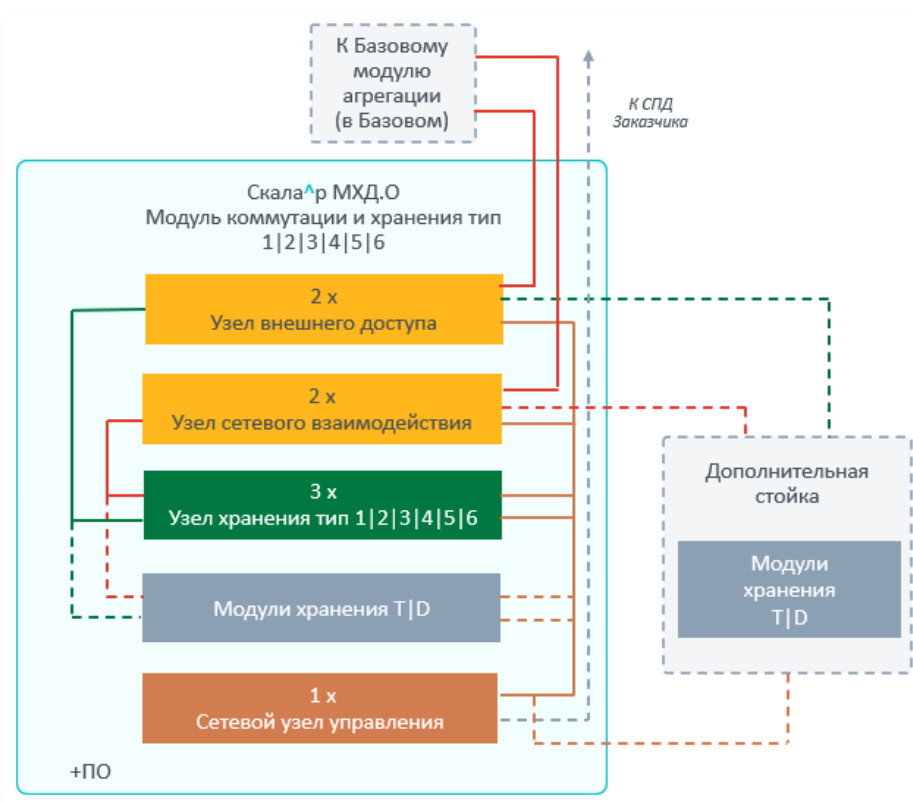 К Базовому
модулю
агрегации
(в Базовом)
К СПД
Заказчика
Скала^р МХД.О
Модуль коммутации и хранения тип
1|2|3|4|5|6
2 х
Узел внешнего доступа
2 х
Узел сетевого взаимодействия
3 х
Узел хранения тип 1|2|3|4|5|6
Модули хранения T|D
1 х
Сетевой узел управления
+ПО
Дополнительная
стойка
Модули
хранения
T|D